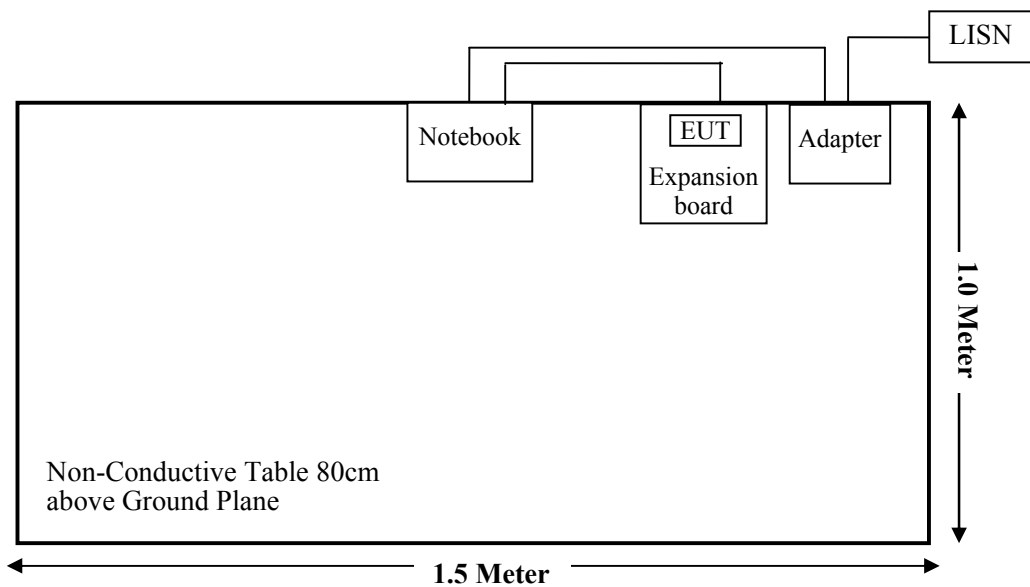 LISN
Notebook
EUT
Expansion
board
Adapter
1.0 Meter
Non-Conductive Table 80cm
above Ground Plane
1.5 Meter